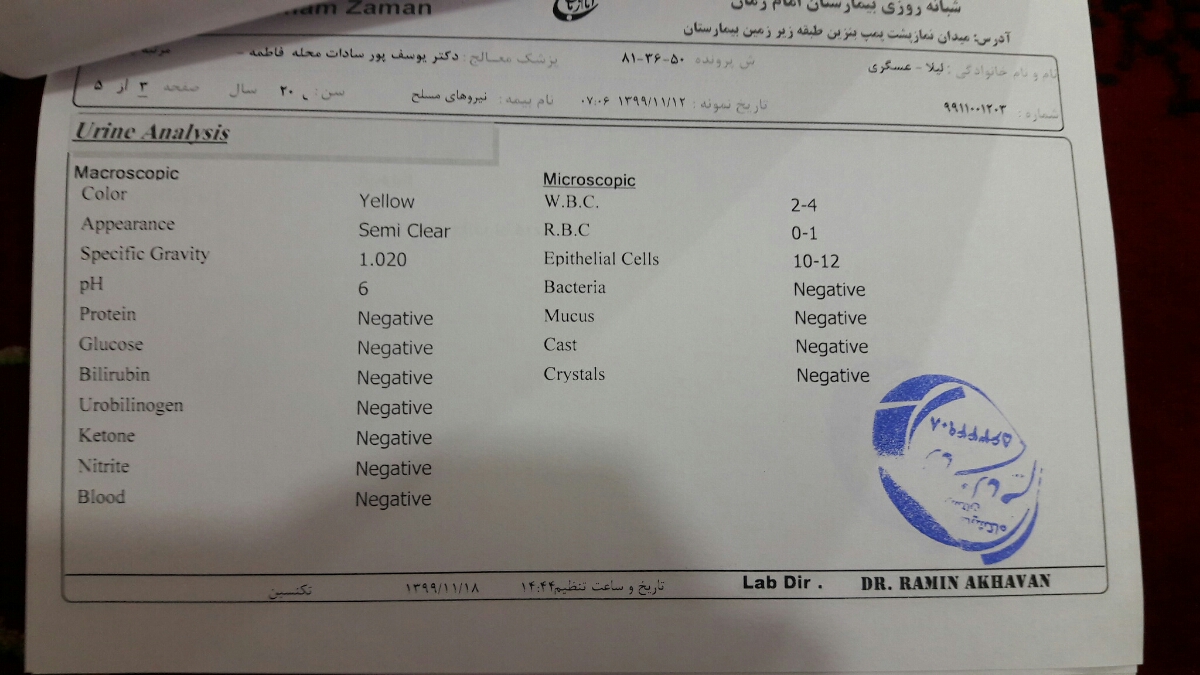 Zaman
شبانه روزی بیمارستان امام زمان
آدرس: میدان نمازپشت پمپ بنزین طبقه زیر زمین بیمارستان
نام و نام خانوادگی : لیلا - عسگری
ش پرونده ۵۰-۳۶-۸۱
پزشک معالج : دکتر یوسف پور سادات محله فاطمه -
شماره : ۹۹۱۱۰۰۱۲۰۳
تاریخ نمونه : ۱۳۹۹/۱۱/۱۲ ۰۷:۰۶
نام بیمه : نیروهای مسلح
سن : ۲۰ سال
صفحه ۳ از ۵
Urine Analysis
Macroscopic
Color Yellow
Appearance Semi Clear
Specific Gravity 1.020
pH 6
Protein Negative
Glucose Negative
Bilirubin Negative
Urobilinogen Negative
Ketone Negative
Nitrite Negative
Blood Negative
Microscopic
W.B.C. 2-4
R.B.C 0-1
Epithelial Cells 10-12
Bacteria Negative
Mucus Negative
Cast Negative
Crystals Negative
تکنسین
تاریخ و ساعت تنظیم ۱۴:۴۴ ۱۳۹۹/۱۱/۱۸
Lab Dir . DR. RAMIN AKHAVAN